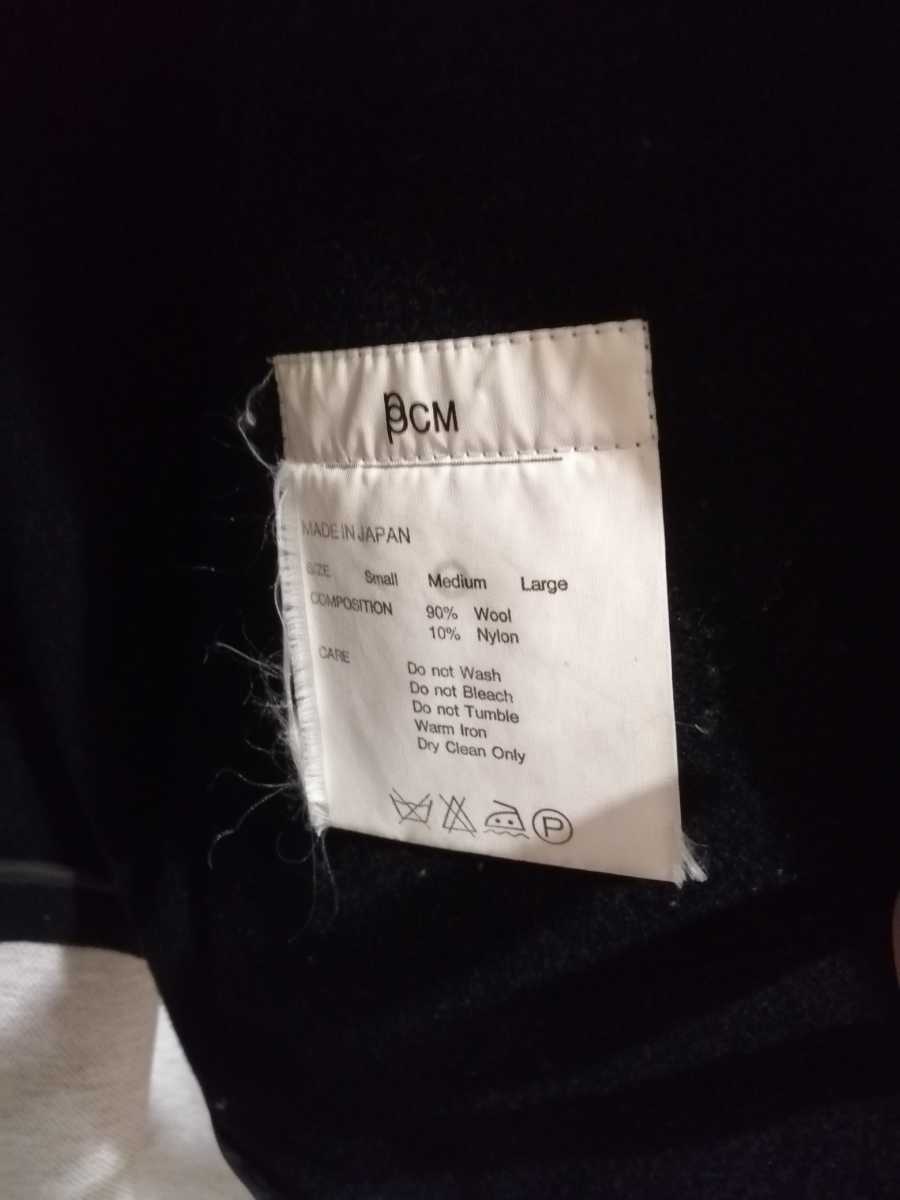 ppCM
MADE IN JAPAN
SIZE Small Medium Large
COMPOSITION 90% Wool
10% Nylon
CARE
Do not Wash
Do not Bleach
Do not Tumble
Warm Iron
Dry Clean Only
P